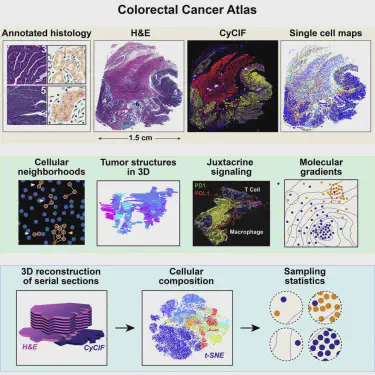 Colorectal Cancer Atlas
Annotated histology
H&E
CyCIF
Single cell maps
5
6
1.5 cm
Cellular
neighborhoods
Tumor structures
in 3D
Juxtacrine
signaling
Molecular
gradients
PD1
PDL1
T Cell
Macrophage
3D reconstruction
of serial sections
Cellular
composition
Sampling
statistics
H&E
CyCIF
t-SNE